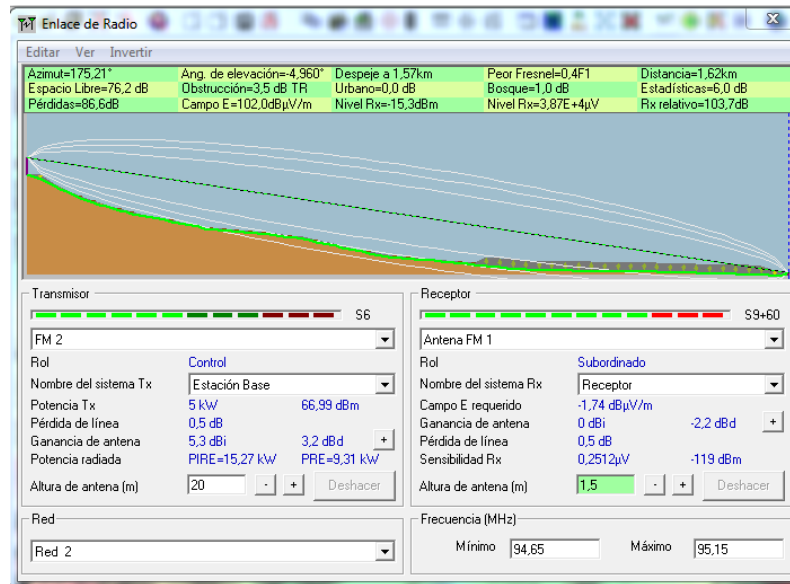 Enlace de Radio
Editar Ver Invertir
Azimut=175,21° Ang. de elevación=-4,960° Despeje a 1,57km Peor Fresnel=0,4F1 Distancia=1,62km
Espacio Libre=76,2 dB Obstrucción=3,5 dB TR Urbano=0,0 dB Bosque=1,0 dB Estadísticas=6,0 dB
Pérdidas=86,6dB Campo E=102,0dBµV/m Nivel Rx=-15,3dBm Nivel Rx=3,87E+4µV Rx relativo=103,7dB
Transmisor
S6
FM 2
Rol Control
Nombre del sistema Tx Estación Base
Potencia Tx 5 kW 66,99 dBm
Pérdida de línea 0,5 dB
Ganancia de antena 5,3 dBi 3,2 dBd +
Potencia radiada PIRE=15,27 kW PRE=9,31 kW
Altura de antena (m) 20 - + Deshacer
Red
Red 2
Receptor
S9+60
Antena FM 1
Rol Subordinado
Nombre del sistema Rx Receptor
Campo E requerido -1,74 dBµV/m
Ganancia de antena 0 dBi -2,2 dBd +
Pérdida de línea 0,5 dB
Sensibilidad Rx 0,2512µV -119 dBm
Altura de antena (m) 1,5 - + Deshacer
Frecuencia (MHz)
Mínimo 94,65 Máximo 95,15